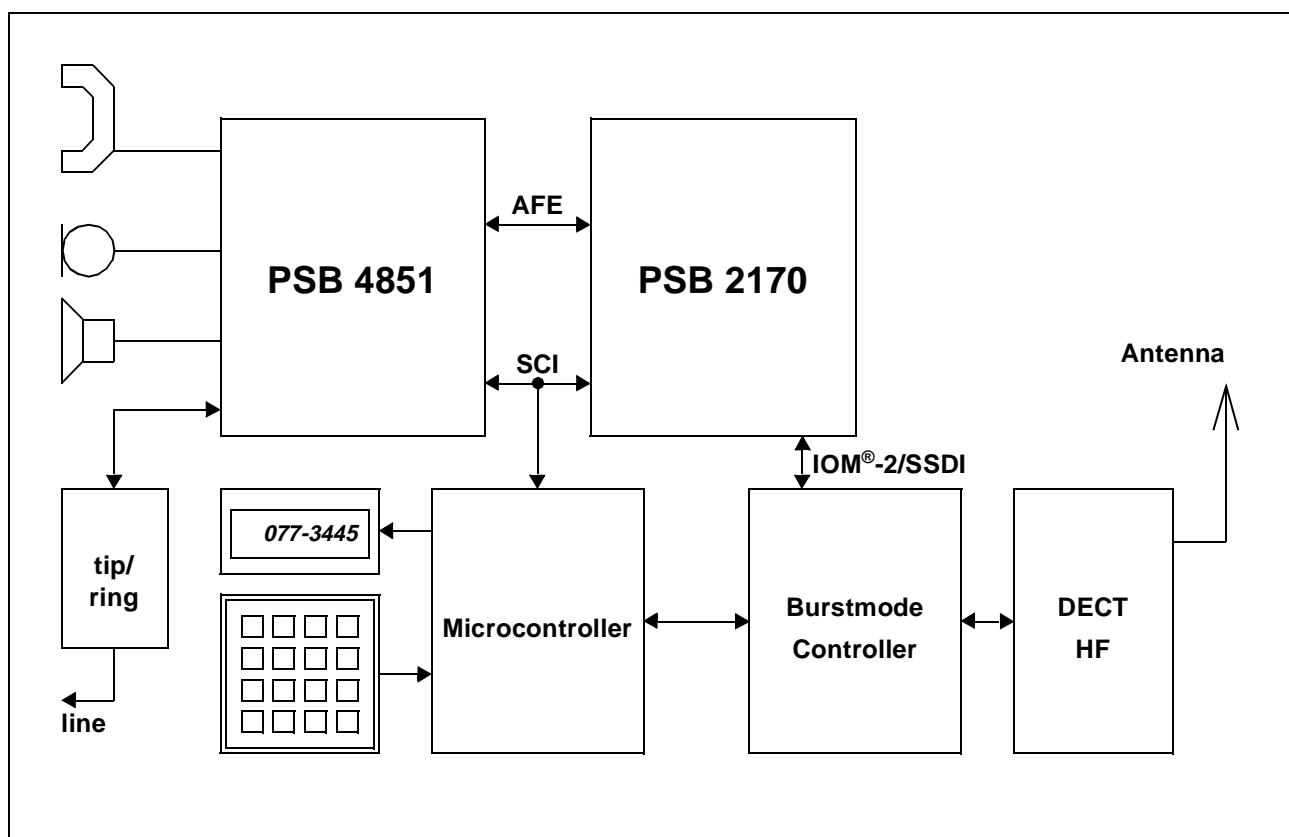 AFE
PSB 4851
PSB 2170
SCI
Antenna
IOM®-2/SSDI
077-3445
tip/
ring
Microcontroller
Burstmode
Controller
DECT
HF
line